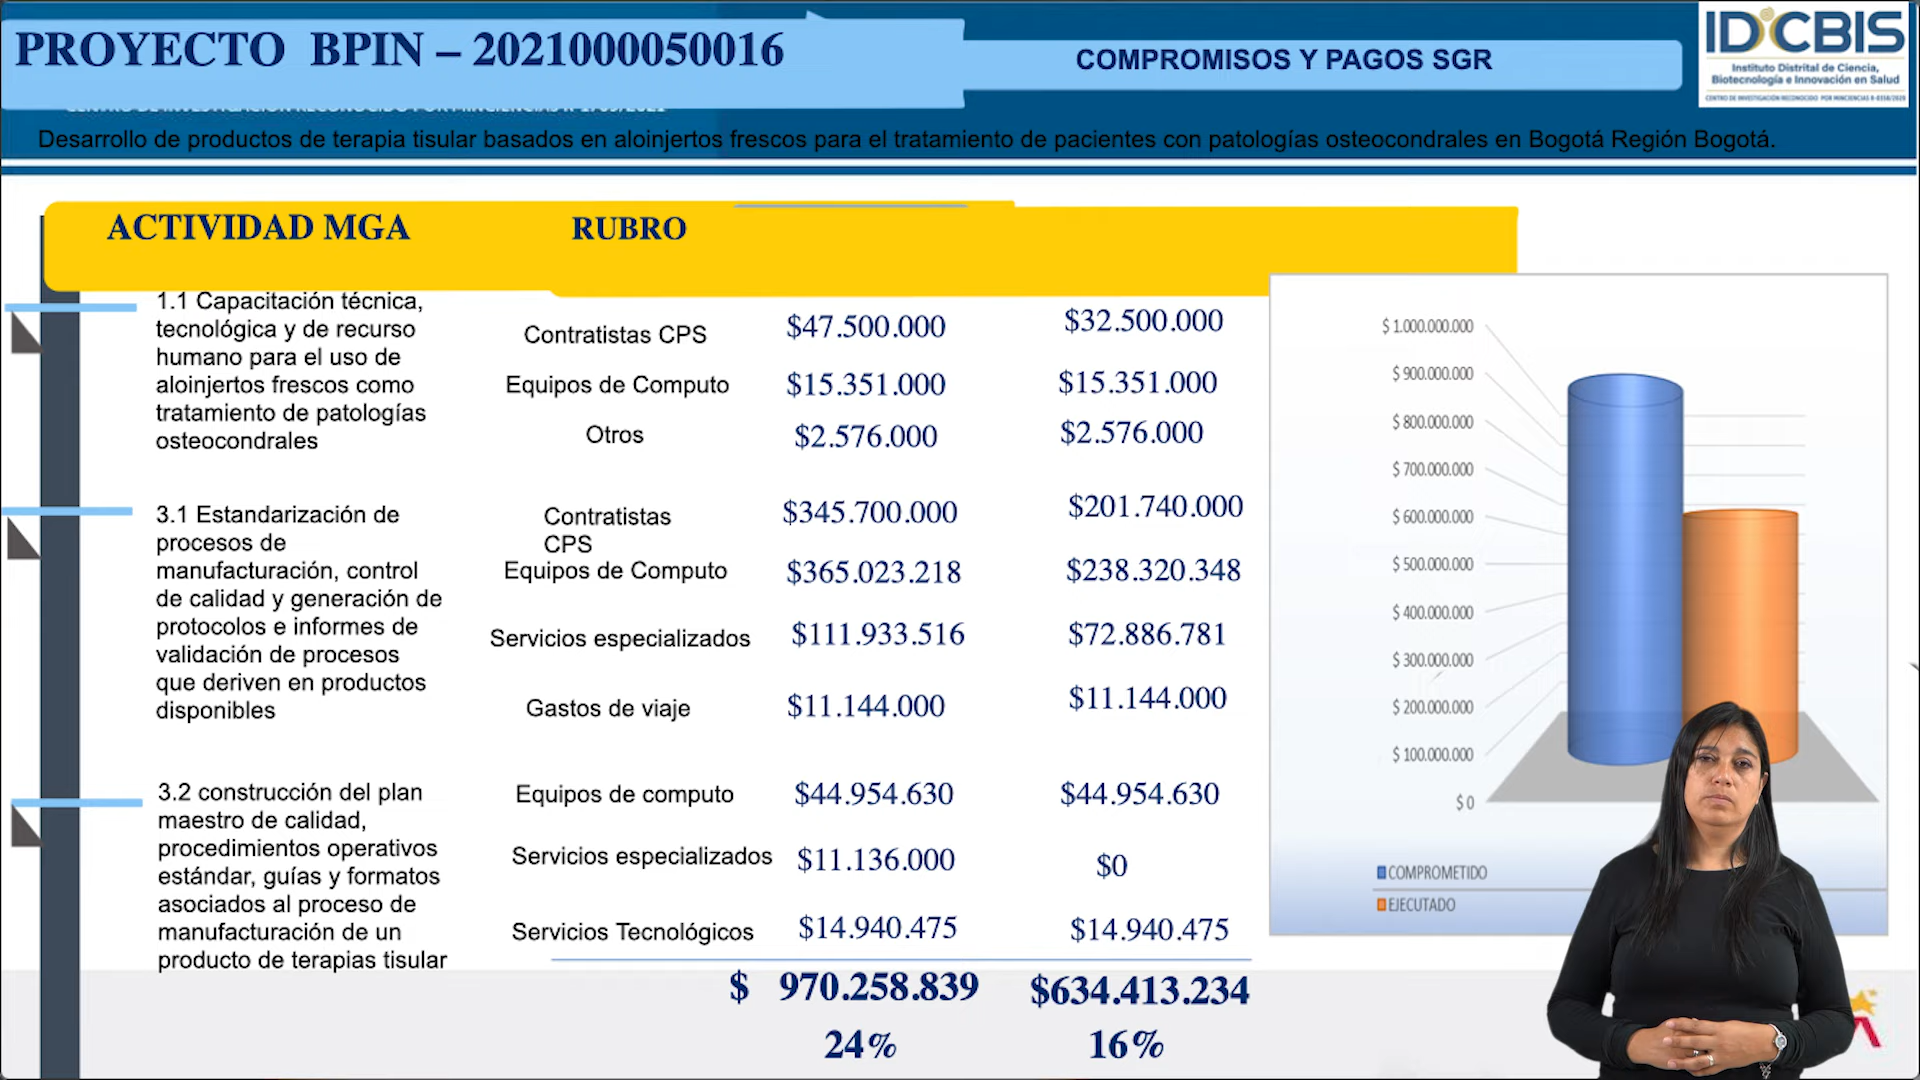 PROYECTO BPIN – 2021000050016
COMPROMISOS Y PAGOS SGR
IDCBIS
Instituto Distrital de Ciencia,
Biotecnología e Innovación en Salud
Desarrollo de productos de terapia tisular basados en aloinjertos frescos para el tratamiento de pacientes con patologías osteocondrales en Bogotá Región Bogotá.
ACTIVIDAD MGA
RUBRO
1.1 Capacitación técnica,
tecnológica y de recurso
humano para el uso de
aloinjertos frescos como
tratamiento de patologías
osteocondrales
Contratistas CPS $47.500.000 $32.500.000
Equipos de Computo $15.351.000 $15.351.000
Otros $2.576.000 $2.576.000
3.1 Estandarización de
procesos de
manufacturación, control
de calidad y generación de
protocolos e informes de
validación de procesos
que deriven en productos
disponibles
Contratistas
CPS
$345.700.000 $201.740.000
Equipos de Computo $365.023.218 $238.320.348
Servicios especializados $111.933.516 $72.886.781
Gastos de viaje $11.144.000 $11.144.000
3.2 construcción del plan
maestro de calidad,
procedimientos operativos
estándar, guías y formatos
asociados al proceso de
manufacturación de un
producto de terapias tisular
Equipos de computo $44.954.630 $44.954.630
Servicios especializados $11.136.000 $0
Servicios Tecnológicos $14.940.475 $14.940.475
$ 970.258.839 $634.413.234
24% 16%
$ 1.000.000.000
$ 900.000.000
$ 800.000.000
$ 700.000.000
$ 600.000.000
$ 500.000.000
$ 400.000.000
$ 300.000.000
$ 200.000.000
$ 100.000.000
$ 0
COMPROMETIDO
EJECUTADO